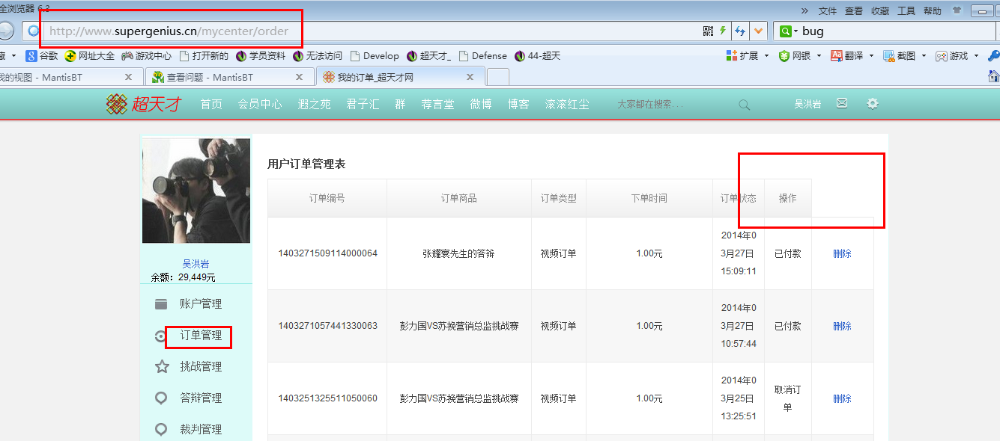 全浏览器 6.3
» 文件 查看 收藏 工具 帮助
http://www.supergenius.cn/mycenter/order
bug
藏 谷歌 网址大全 游戏中心 打开新的 学员资料 无法访问 Develop 超天才_ Defense 44-超天 扩展 网银 翻译 截图 游戏
我的视图 - MantisBT 查看问题 - MantisBT 我的订单_超天才网
超天才 首页 会员中心 遐之苑 君子汇 群 荐言堂 微博 博客 滚滚红尘 大家都在搜索.... 吴洪岩
用户订单管理表
订单编号 订单商品 订单类型 下单时间 订单状态 操作
1403271509114000064 张耀寰先生的答辩 视频订单 1.00元 2014年0
3月27日
15:09:11 已付款 删除
1403271057441330063 彭力国VS苏换营销总监挑战赛 视频订单 1.00元 2014年0
3月27日
10:57:44 已付款 删除
1403251325511050060 彭力国VS苏换营销总监挑战赛 视频订单 1.00元 2014年0
3月25日
13:25:51 取消订
单 删除
吴洪岩
余额：29,449元
账户管理
订单管理
挑战管理
答辩管理
裁判管理